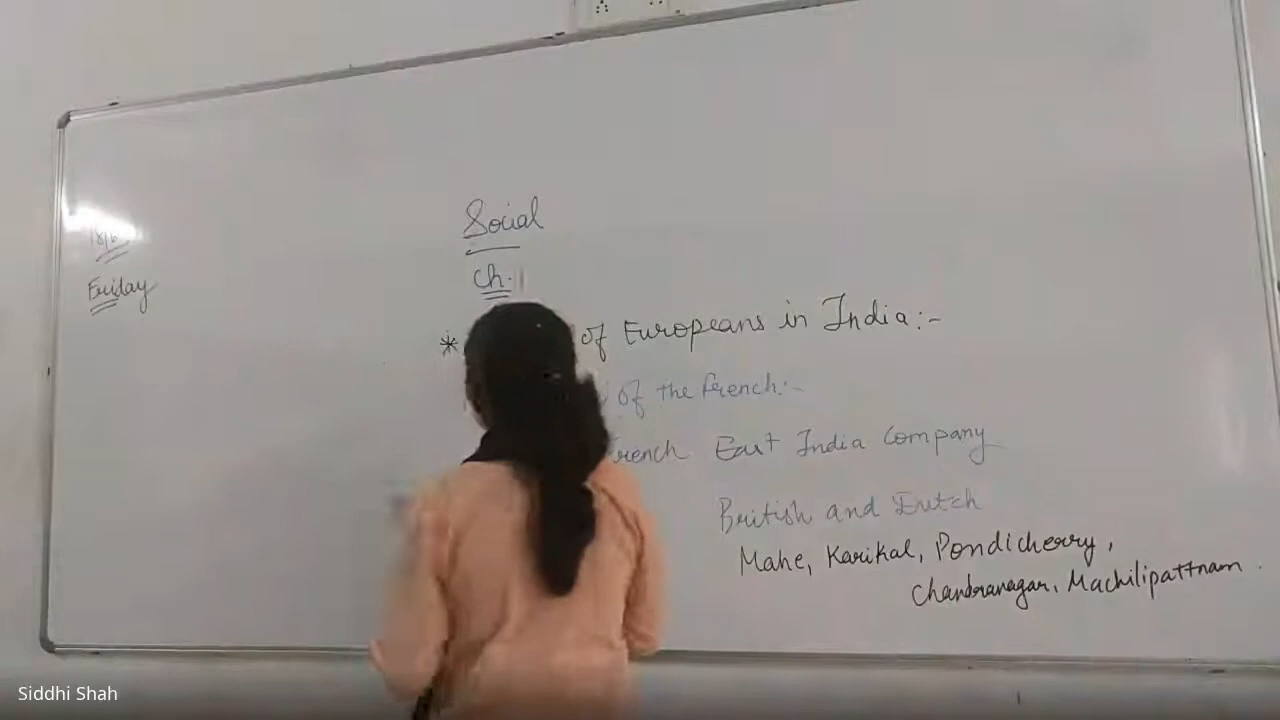 Social
Ch.1
Friday
* of Europeans in India:-
of the French:-
East India Company
British and Dutch
Mahe, Karikal, Pondicherry,
Chandranagar, Machilipattnam.
Siddhi Shah